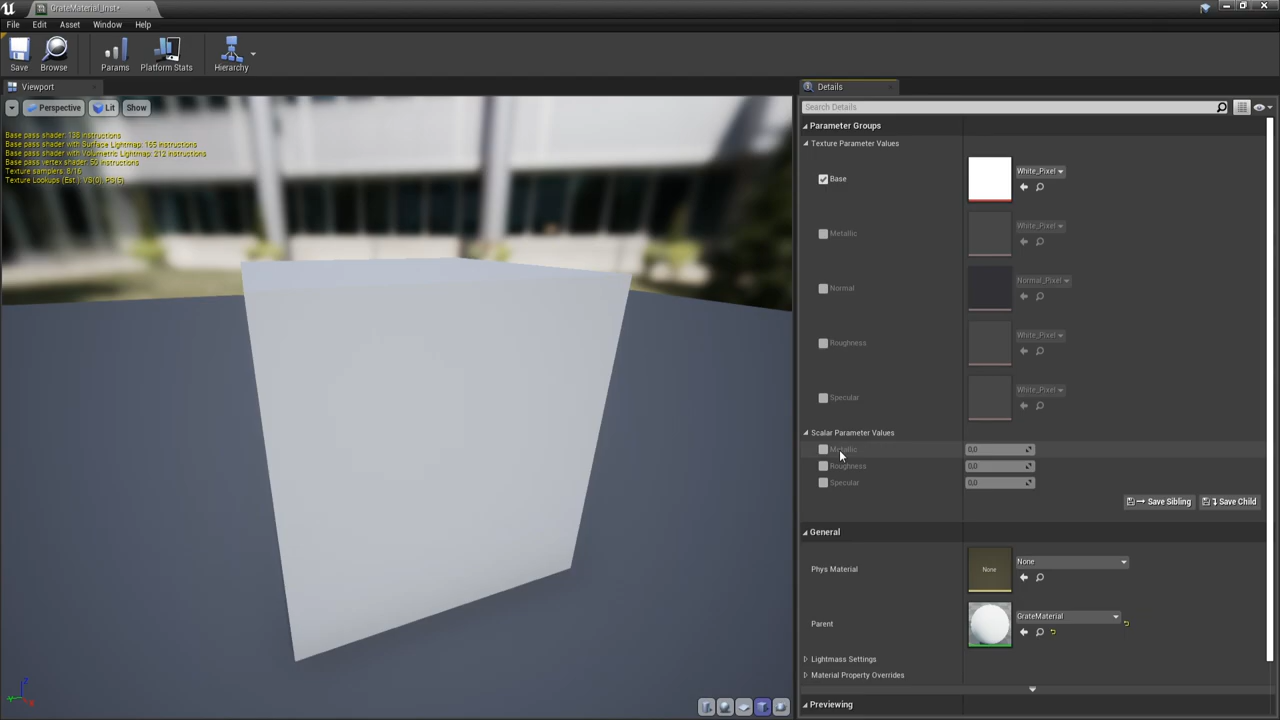 GrateMaterial_Inst*
File Edit Asset Window Help
Save Browse Params Platform Stats Hierarchy
Viewport
Perspective Lit Show
Base pass shader: 138 instructions
Base pass shader with Surface Lightmap: 165 instructions
Base pass shader with Volumetric Lightmap: 212 instructions
Base pass vertex shader: 53 instructions
Texture samplers: 8/16
Texture Lookups (Est.): VS(0), PS(5)
Details
Search Details
Parameter Groups
Texture Parameter Values
Base White_Pixel
Metallic White_Pixel
Normal Normal_Pixel
Roughness White_Pixel
Specular White_Pixel
Scalar Parameter Values
Metallic 0,0
Roughness 0,0
Specular 0,0
Save Sibling Save Child
General
Phys Material None None
Parent GrateMaterial
Lightmass Settings
Material Property Overrides
Previewing